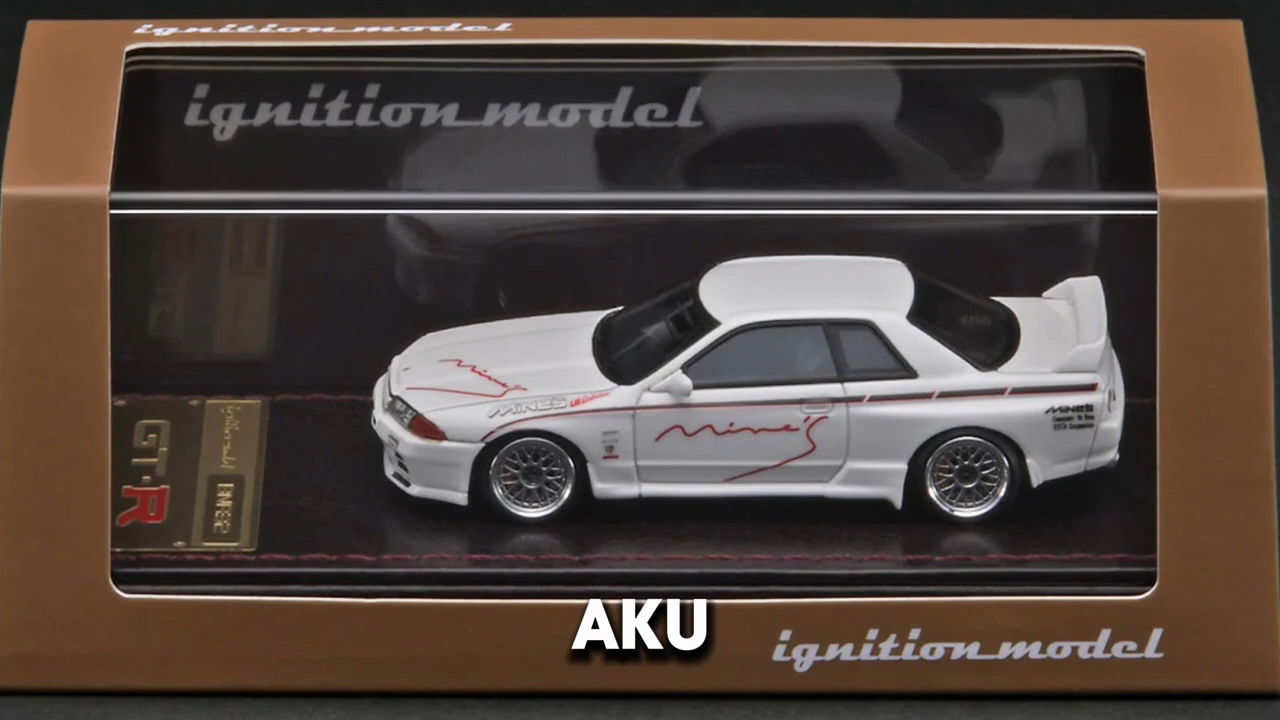 ignition model
ignition model
Mine's
MINE'S
Mine's
MINE'S
GT-R
AKU
ignition model